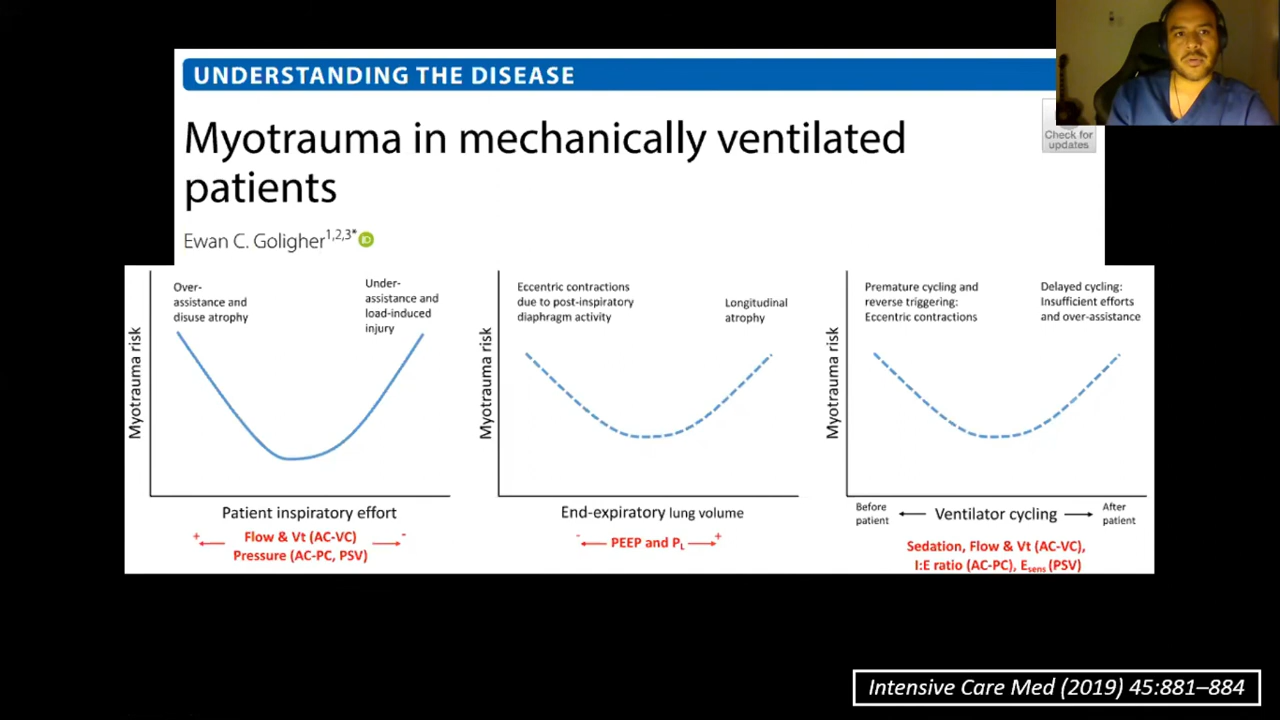 UNDERSTANDING THE DISEASE
Myotrauma in mechanically ventilated
patients
Check for
updates
Ewan C. Goligher1,2,3*
iD
Myotrauma risk
Over-
assistance and
disuse atrophy
Under-
assistance and
load-induced
injury
Patient inspiratory effort
+ Flow & Vt (AC-VC) -
Pressure (AC-PC, PSV)
Myotrauma risk
Eccentric contractions
due to post-inspiratory
diaphragm activity
Longitudinal
atrophy
End-expiratory lung volume
- PEEP and PL +
Myotrauma risk
Premature cycling and
reverse triggering:
Eccentric contractions
Delayed cycling:
Insufficient efforts
and over-assistance
Before
patient
Ventilator cycling
After
patient
Sedation, Flow & Vt (AC-VC),
I:E ratio (AC-PC), Esens (PSV)
Intensive Care Med (2019) 45:881–884